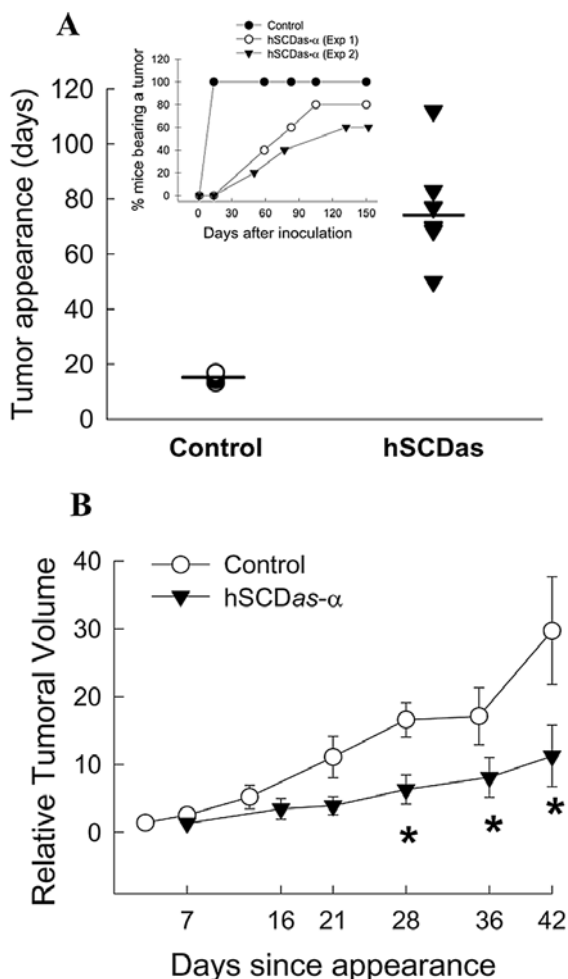 A
Control
hSCDas-α (Exp 1)
hSCDas-α (Exp 2)
% mice bearing a tumor
100
80
60
40
20
0
0 30 60 90 120 150
Days after inoculation
Tumor appearance (days)
120
100
80
60
40
20
0
Control hSCDas
B
Control
hSCDas-α
Relative Tumoral Volume
40
30
20
10
0
* * *
7 16 21 28 36 42
Days since appearance